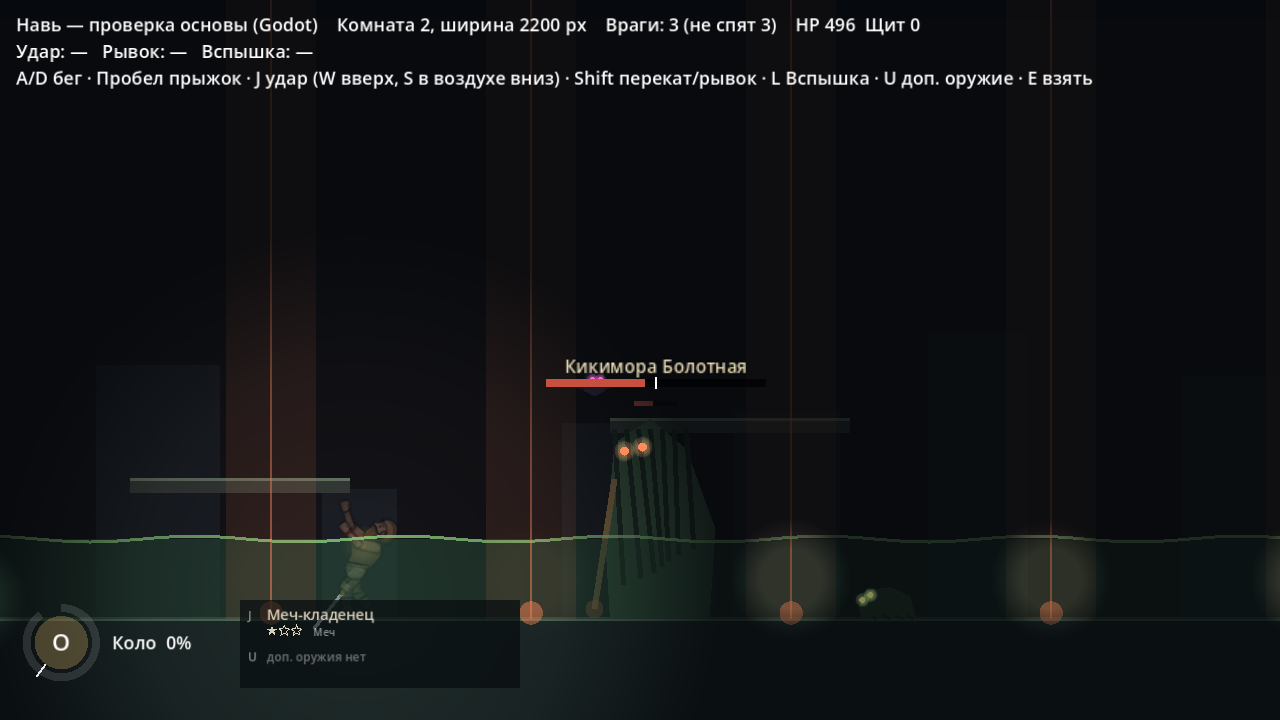 Навь — проверка основы (Godot) Комната 2, ширина 2200 px Враги: 3 (не спят 3) HP 496 Щит 0
Удар: — Рывок: — Вспышка: —
A/D бег · Пробел прыжок · J удар (W вверх, S в воздухе вниз) · Shift перекат/рывок · L Вспышка · U доп. оружие · E взять
Кикимора Болотная
J Меч-кладенец
★☆☆ Меч
U доп. оружия нет
О Коло 0%